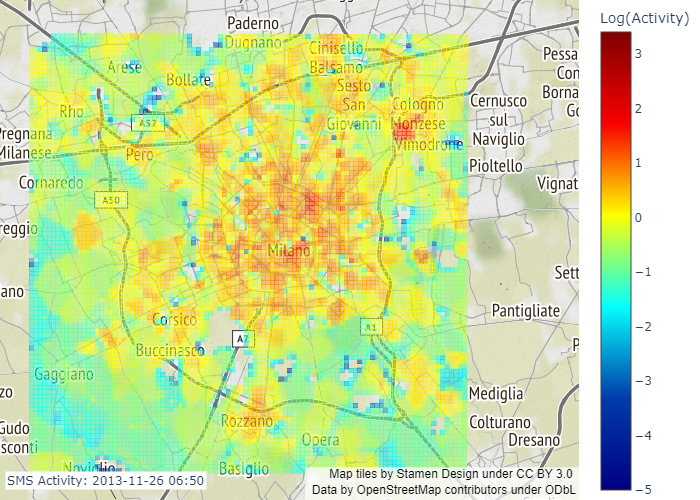 Paderno
Dugnano
Cinisello
Balsamo
Arese
Bollate
Sesto
San
Giovanni
Cologno
Monzese
Rho
A52
Vimodrone
Pero
Pregnana
Milanese
Cornaredo
A50
Cernusco
sul
Naviglio
Pioltello
Vignat
Pessa
Con
Borna
Go
reggio
Milano
Sett
ano
Pantigliate
Corsico
A1
A7
Buccinasco
P
Gaggiano
zo
Mediglia
Rozzano
Colturano
Dresano
Gudo
sconti
Opera
Noviglio
Basiglio
SMS Activity: 2013-11-26 06:50
Map tiles by Stamen Design under CC BY 3.0
Data by OpenStreetMap contributors under ODbL
Log(Activity)
3
2
1
0
−1
−2
−3
−4
−5